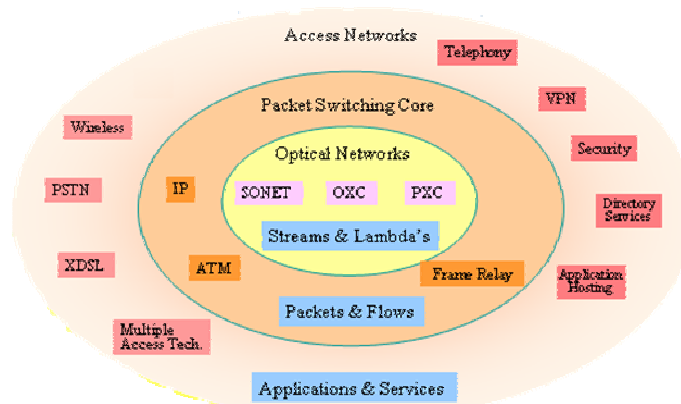 Access Networks
Telephony
Packet Switching Core
VPN
Wireless
Optical Networks
Security
PSTN
IP
SONET
OXC
PXC
Directory
Services
Streams & Lambda's
XDSL
ATM
Frame Relay
Application
Hosting
Packets & Flows
Multiple
Access Tech.
Applications & Services